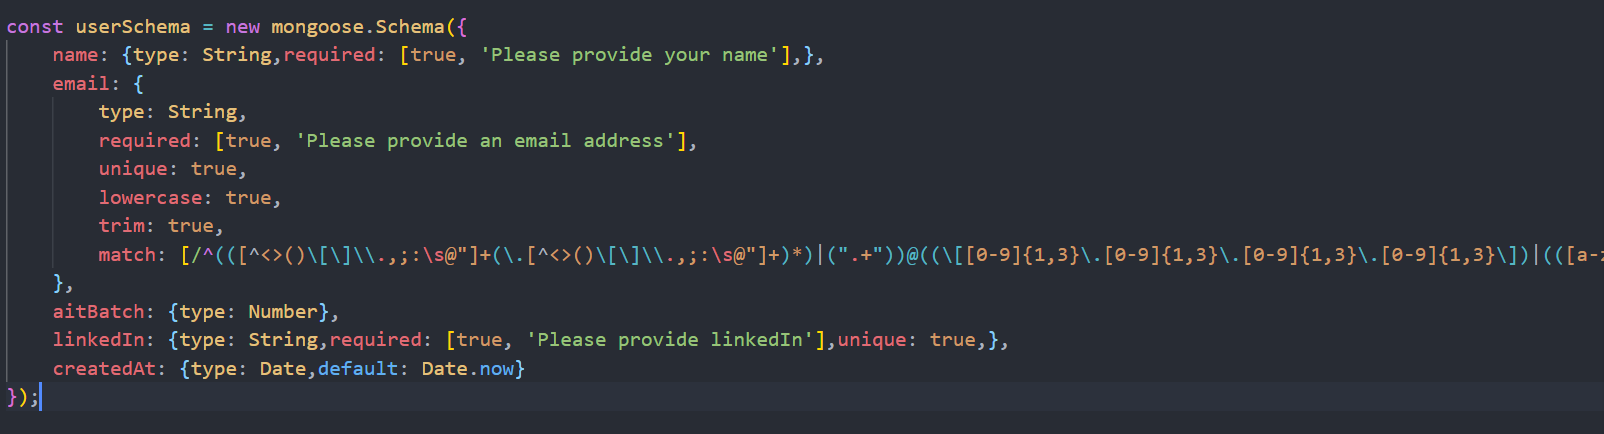 const userSchema = new mongoose.Schema({
    name: {type: String,required: [true, 'Please provide your name'],},
    email: {
        type: String,
        required: [true, 'Please provide an email address'],
        unique: true,
        lowercase: true,
        trim: true,
        match: [/^(([^<>()\[\]\\.,;:\s@"]+(\.[^<>()\[\]\\.,;:\s@"]+)*)|(".+"))@((\[[0-9]{1,3}\.[0-9]{1,3}\.[0-9]{1,3}\.[0-9]{1,3}\])|(([a-z
    },
    aitBatch: {type: Number},
    linkedIn: {type: String,required: [true, 'Please provide linkedIn'],unique: true,},
    createdAt: {type: Date,default: Date.now}
});